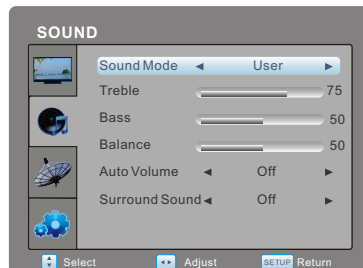 SOUND
Sound Mode ◄ User ►
Treble 75
Bass 50
Balance 50
Auto Volume ◄ Off ►
Surround Sound ◄ Off ►
Select Adjust SETUP Return